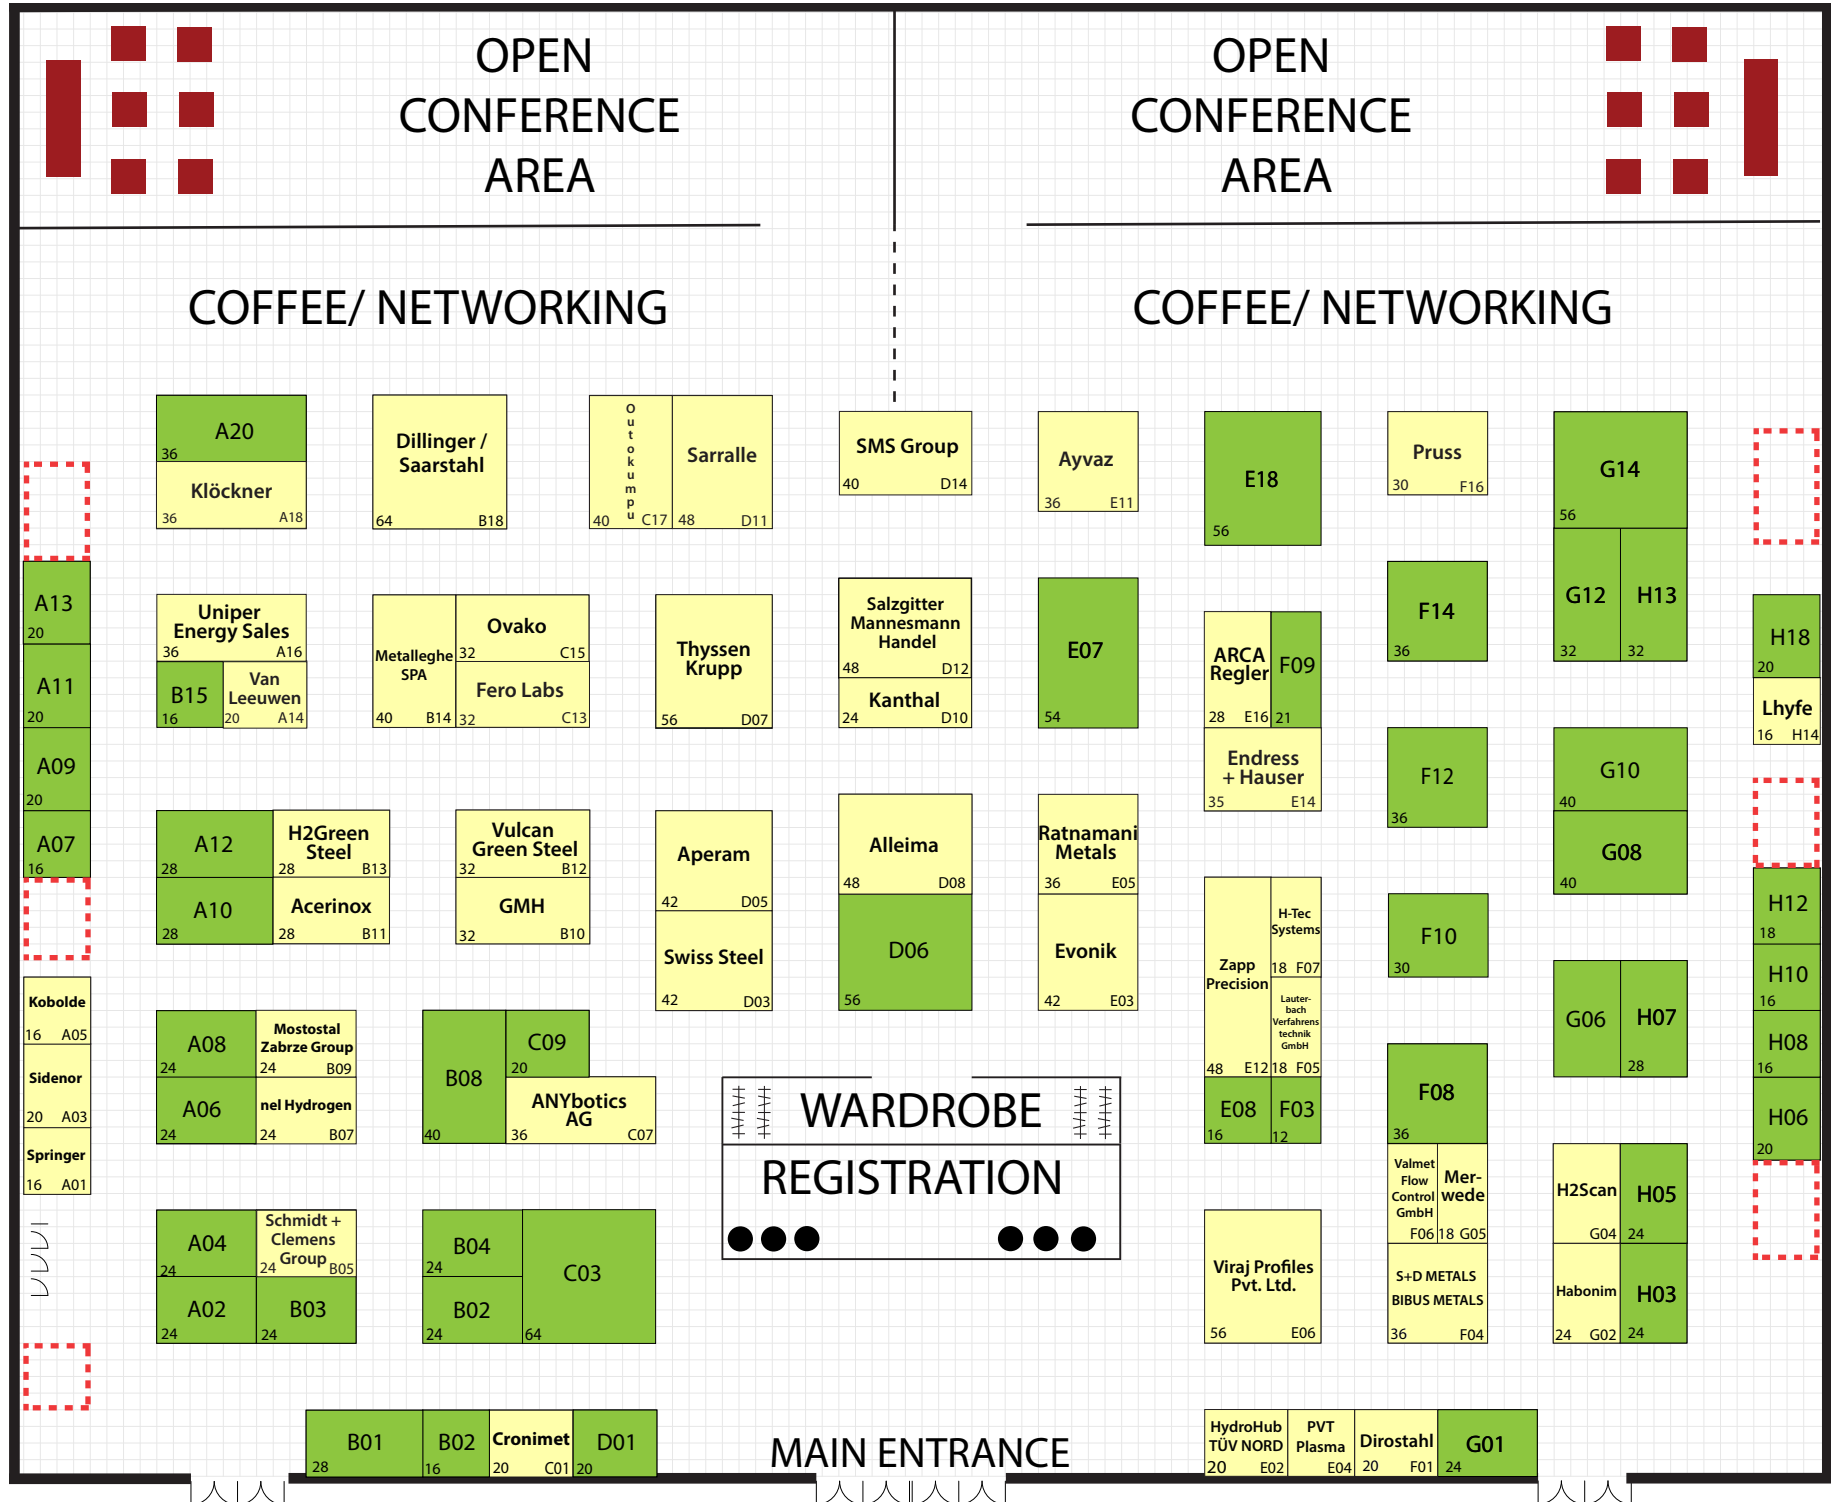 OPEN
CONFERENCE
AREA
OPEN
CONFERENCE
AREA
COFFEE/ NETWORKING
COFFEE/ NETWORKING
A20
36
Klöckner
36 A18
Dillinger /
Saarstahl
64 B18
Outokumpu
40 C17
Sarralle
48 D11
SMS Group
40 D14
Ayvaz
36 E11
E18
56
Pruss
30 F16
G14
56
G12
32
H13
32
A13
20
A11
20
A09
20
A07
16
Uniper
Energy Sales
36 A16
B15
16
Van
Leeuwen
20 A14
Metalleghe
SPA
40 B14
Ovako
32 C15
Fero Labs
32 C13
Thyssen
Krupp
56 D07
Salzgitter
Mannesmann
Handel
48 D12
Kanthal
24 D10
E07
54
ARCA
Regler
28 E16
F09
21
Endress
+ Hauser
35 E14
F14
36
F12
36
G10
40
G08
40
H18
20
Lhyfe
16 H14
A12
28
H2Green
Steel
28 B13
A10
28
Acerinox
28 B11
Vulcan
Green Steel
32 B12
GMH
32 B10
Aperam
42 D05
Swiss Steel
42 D03
Alleima
48 D08
D06
56
Ratnamani
Metals
36 E05
Evonik
42 E03
Zapp
Precision
48 E12
H-Tec
Systems
18 F07
Lauter-
bach
Verfahrens
technik
GmbH
18 F05
E08
16
F03
12
F10
30
G06
H07
28
H12
18
H10
16
H08
16
H06
20
Kobolde
16 A05
Sidenor
20 A03
Springer
16 A01
A08
24
Mostostal
Zabrze Group
24 B09
A06
24
nel Hydrogen
24 B07
B08
40
C09
20
ANYbotics
AG
36 C07
WARDROBE
REGISTRATION
F08
36
Valmet
Flow
Control
GmbH
F06
Mer-
wede
18 G05
S+D METALS
BIBUS METALS
36 F04
H2Scan
G04
H05
24
Habonim
24 G02
H03
24
A04
24
Schmidt +
Clemens
Group
24 B05
A02
24
B03
24
B04
24
B02
24
C03
64
Viraj Profiles
Pvt. Ltd.
56 E06
B01
28
B02
16
Cronimet
20 C01
D01
20
MAIN ENTRANCE
HydroHub
TÜV NORD
20 E02
PVT
Plasma
E04
Dirostahl
20 F01
G01
24